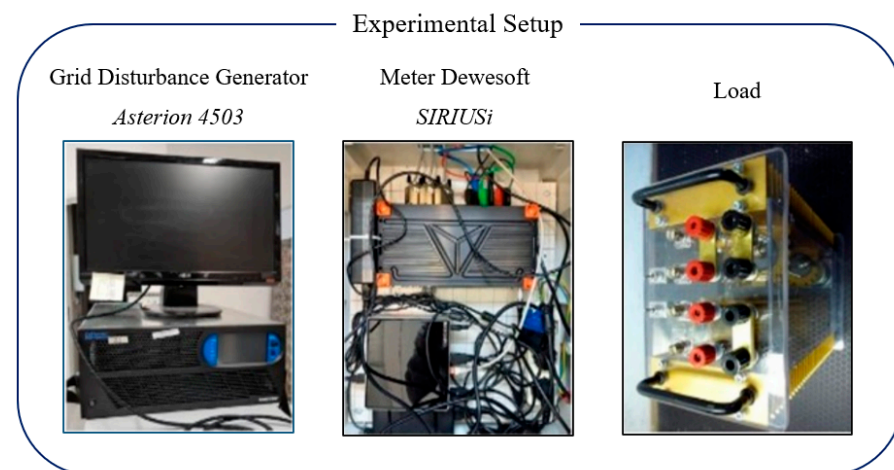 Experimental Setup
Grid Disturbance Generator
Asterion 4503
Meter Dewesoft
SIRIUSi
Load